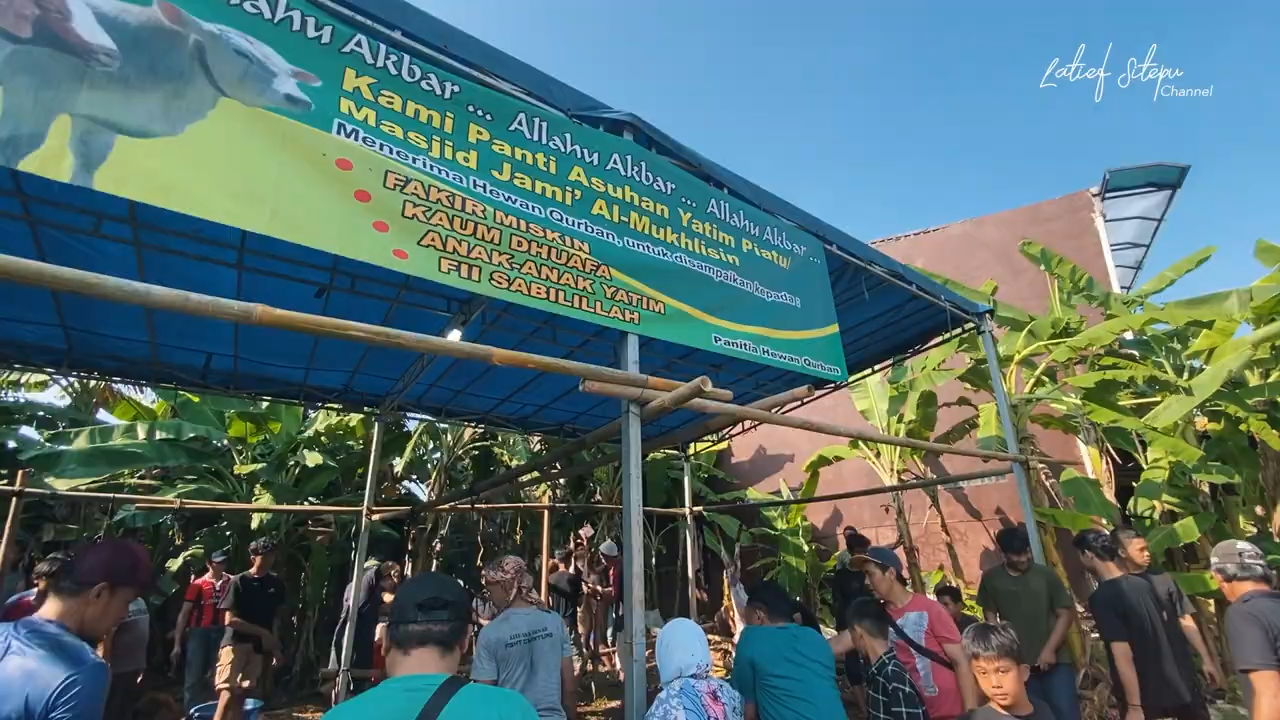 Latief Sitepu
Channel
Allahu Akbar ... Allahu Akbar ... Allahu Akbar ...
Kami Panti Asuhan Yatim Piatu/
Masjid Jami' Al-Mukhlisin
Menerima Hewan Qurban, untuk disampaikan kepada :
FAKIR MISKIN
KAUM DHUAFA
ANAK-ANAK YATIM
FII SABILILLAH
Panitia Hewan Qurban